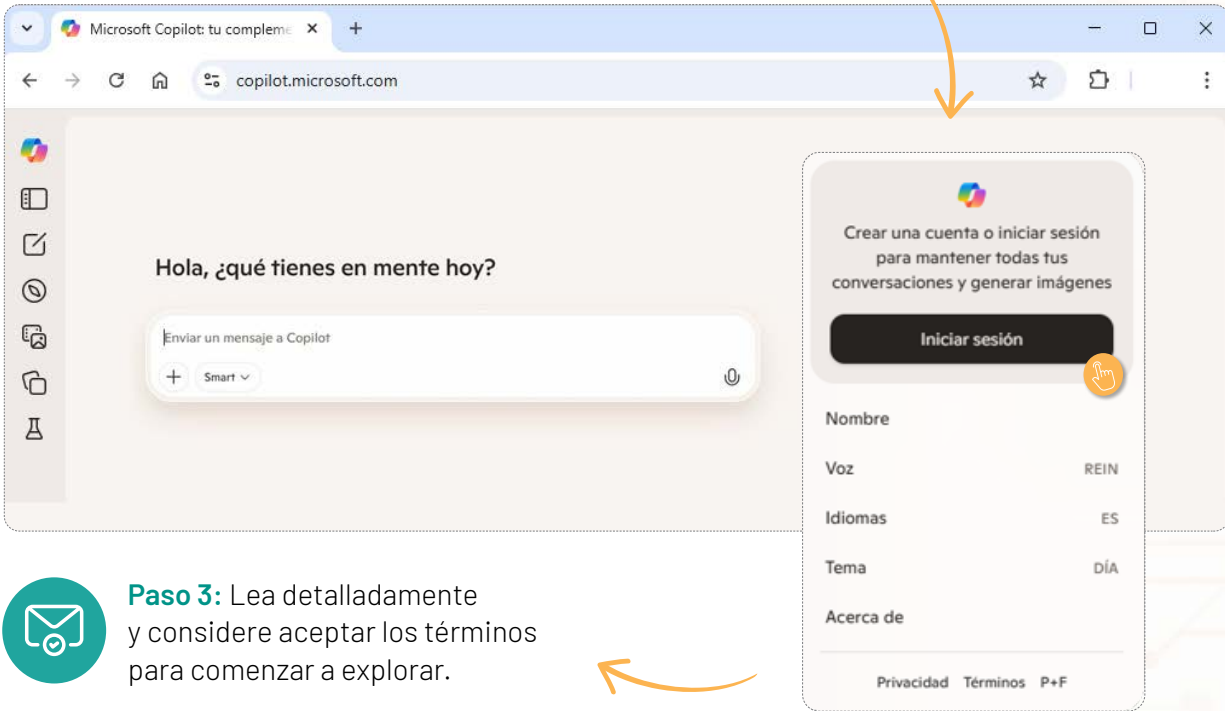 Microsoft Copilot: tu compleme
copilot.microsoft.com
Hola, ¿qué tienes en mente hoy?
Enviar un mensaje a Copilot
Smart
Crear una cuenta o iniciar sesión
para mantener todas tus
conversaciones y generar imágenes
Iniciar sesión
Nombre
Voz REIN
Idiomas ES
Tema DÍA
Acerca de
Privacidad Términos P+F
Paso 3: Lea detalladamente
y considere aceptar los términos
para comenzar a explorar.